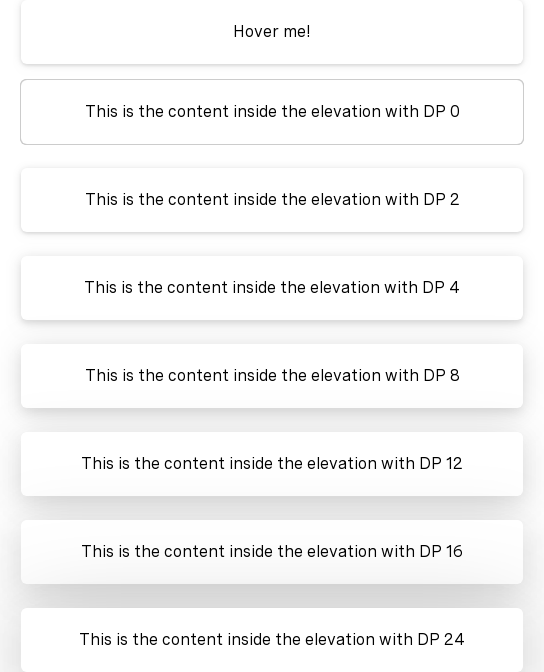 Hover me!
This is the content inside the elevation with DP 0
This is the content inside the elevation with DP 2
This is the content inside the elevation with DP 4
This is the content inside the elevation with DP 8
This is the content inside the elevation with DP 12
This is the content inside the elevation with DP 16
This is the content inside the elevation with DP 24